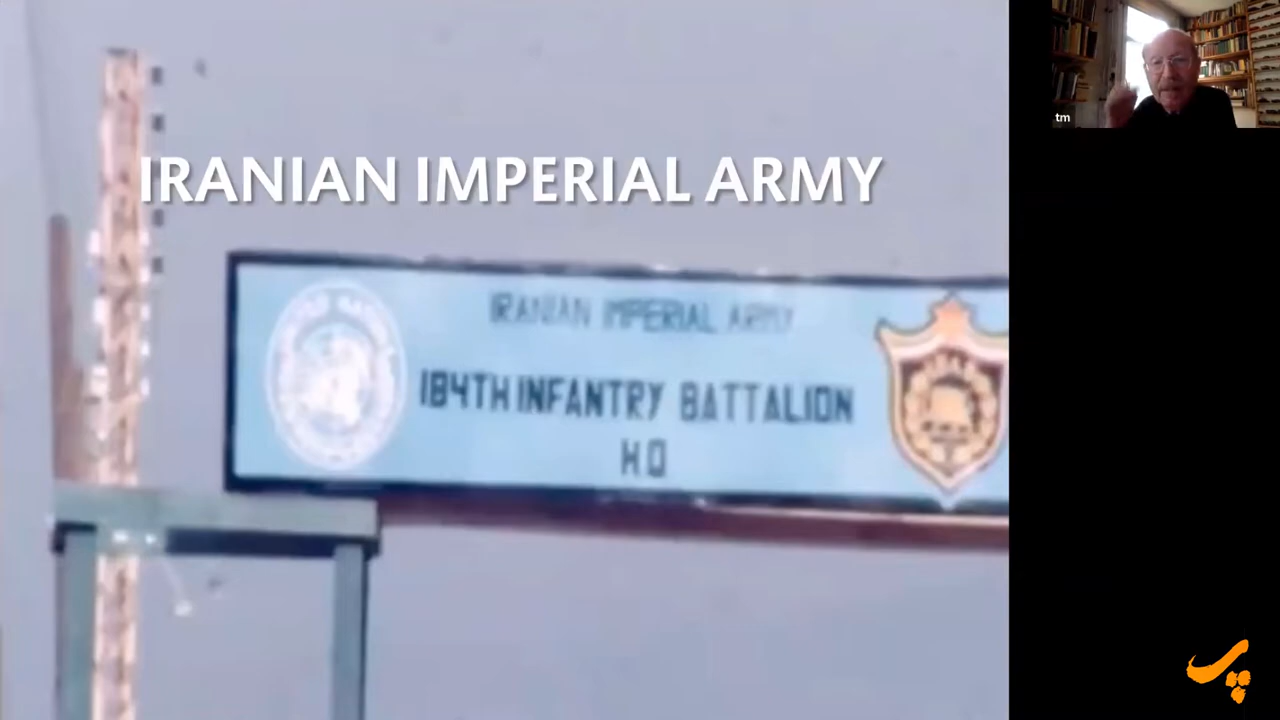 IRANIAN IMPERIAL ARMY
IRANIAN IMPERIAL ARMY
184TH INFANTRY BATTALION
HQ
tm
پ